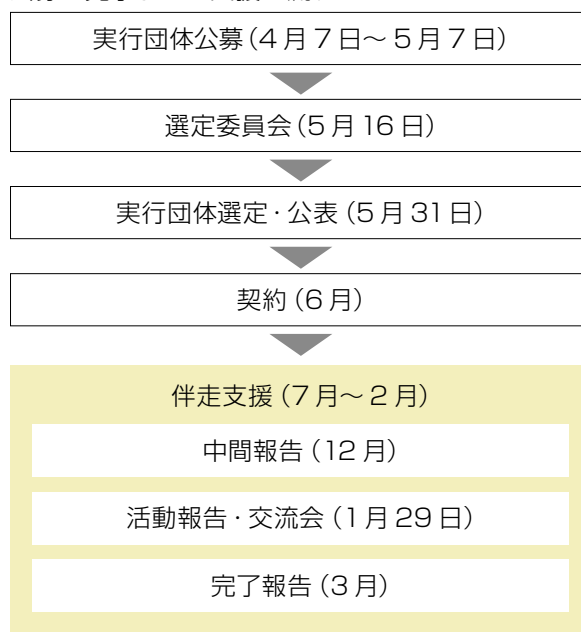 実行団体公募（4月7日～5月7日）
選定委員会（5月16日）
実行団体選定・公表（5月31日）
契約（6月）
伴走支援（7月～2月）
中間報告（12月）
活動報告・交流会（1月29日）
完了報告（3月）